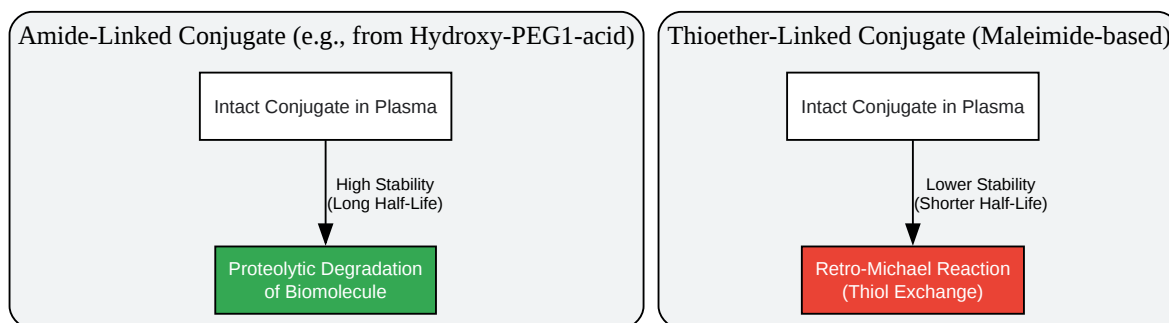 Amide-Linked Conjugate (e.g., from Hydroxy-PEG1-acid)
Intact Conjugate in Plasma
High Stability
(Long Half-Life)
Proteolytic Degradation
of Biomolecule
Thioether-Linked Conjugate (Maleimide-based)
Intact Conjugate in Plasma
Lower Stability
(Shorter Half-Life)
Retro-Michael Reaction
(Thiol Exchange)